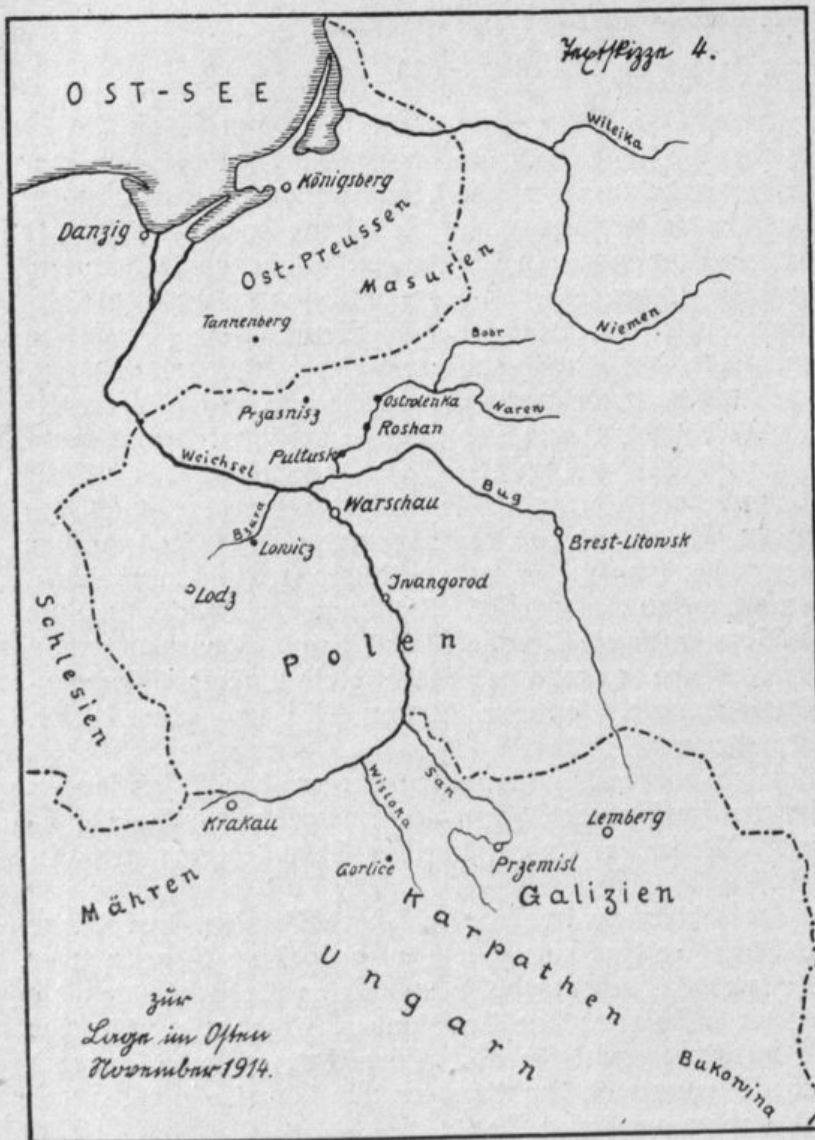 Textskizze 4.
OST-SEE
Wileika
Königsberg
Danzig
Ost-Preussen
Masuren
Niemen
Tannenberg
Bobr
Przasnisz
Ostrolenka
Narew
Roshan
Pultusk
Weichsel
Bug
Warschau
Bzura
Lowicz
Brest-Litowsk
Lodz
Ivangorod
Schlesien
Polen
Wisloka
San
Krakau
Lemberg
Gorlice
Przemisl
Mähren
Galizien
Karpathen
Ungarn
zur
Lage im Osten
November 1914.
Bukowina